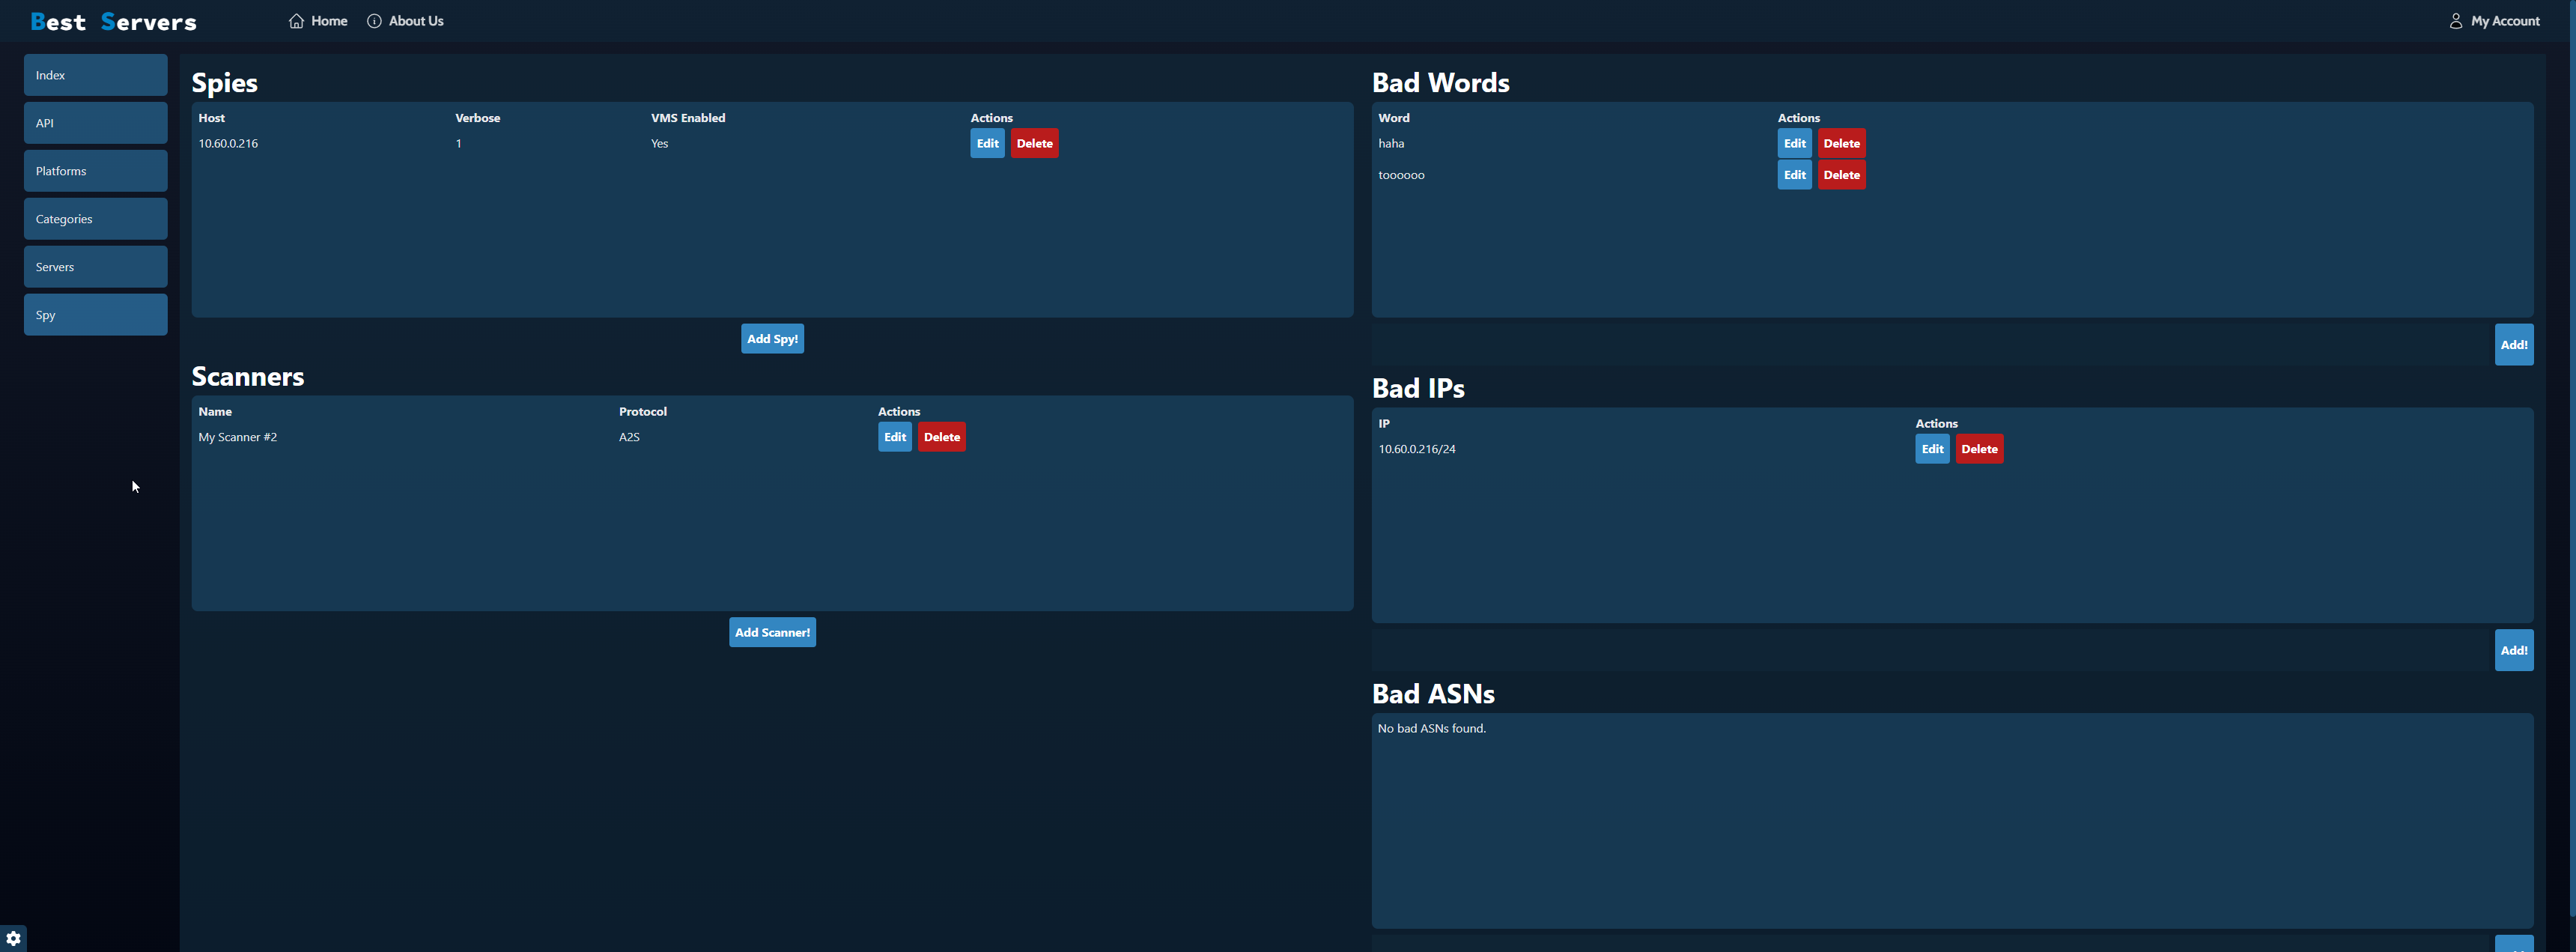 Best Servers
Home
About Us
My Account
Index
API
Platforms
Categories
Servers
Spy
Spies
Host Verbose VMS Enabled Actions
10.60.0.216 1 Yes Edit Delete
Add Spy!
Scanners
Name Protocol Actions
My Scanner #2 A2S Edit Delete
Add Scanner!
Bad Words
Word Actions
haha Edit Delete
toooooo Edit Delete
Add!
Bad IPs
IP Actions
10.60.0.216/24 Edit Delete
Add!
Bad ASNs
No bad ASNs found.